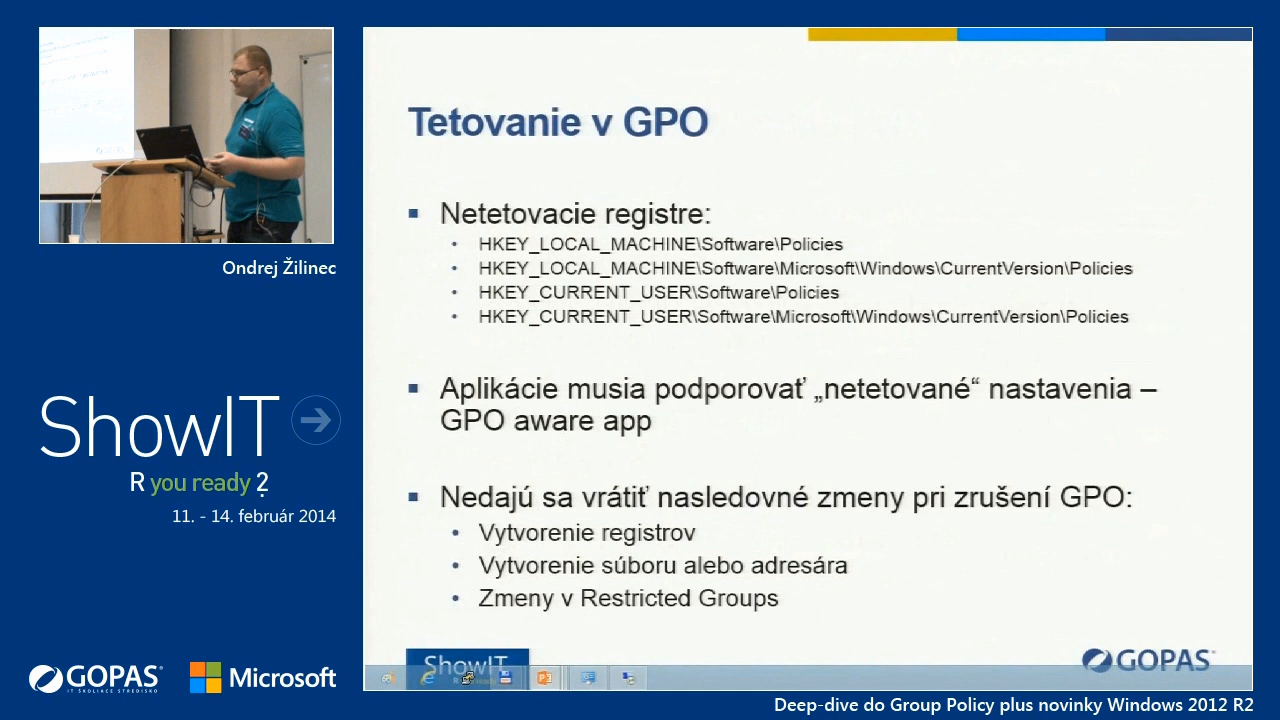 Ondrej Žilinec
ShowIT
R you ready ?
11. - 14. február 2014
GOPAS
IT ŠKOLIACE STREDISKO
Microsoft
Tetovanie v GPO
Netetovacie registre:
HKEY_LOCAL_MACHINE\Software\Policies
HKEY_LOCAL_MACHINE\Software\Microsoft\Windows\CurrentVersion\Policies
HKEY_CURRENT_USER\Software\Policies
HKEY_CURRENT_USER\Software\Microsoft\Windows\CurrentVersion\Policies
Aplikácie musia podporovať „netetované“ nastavenia –
GPO aware app
Nedajú sa vrátiť nasledovné zmeny pri zrušení GPO:
Vytvorenie registrov
Vytvorenie súboru alebo adresára
Zmeny v Restricted Groups
ShowIT
GOPAS
Deep-dive do Group Policy plus novinky Windows 2012 R2